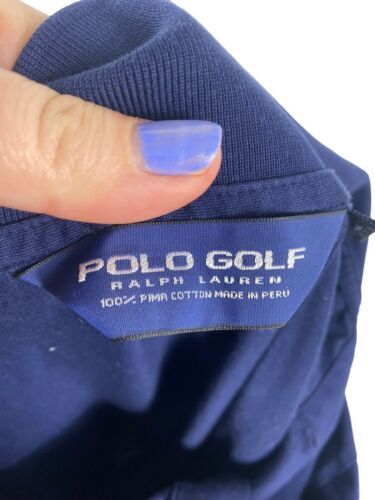 POLO GOLF
RALPH LAUREN
100% PIMA COTTON MADE IN PERU